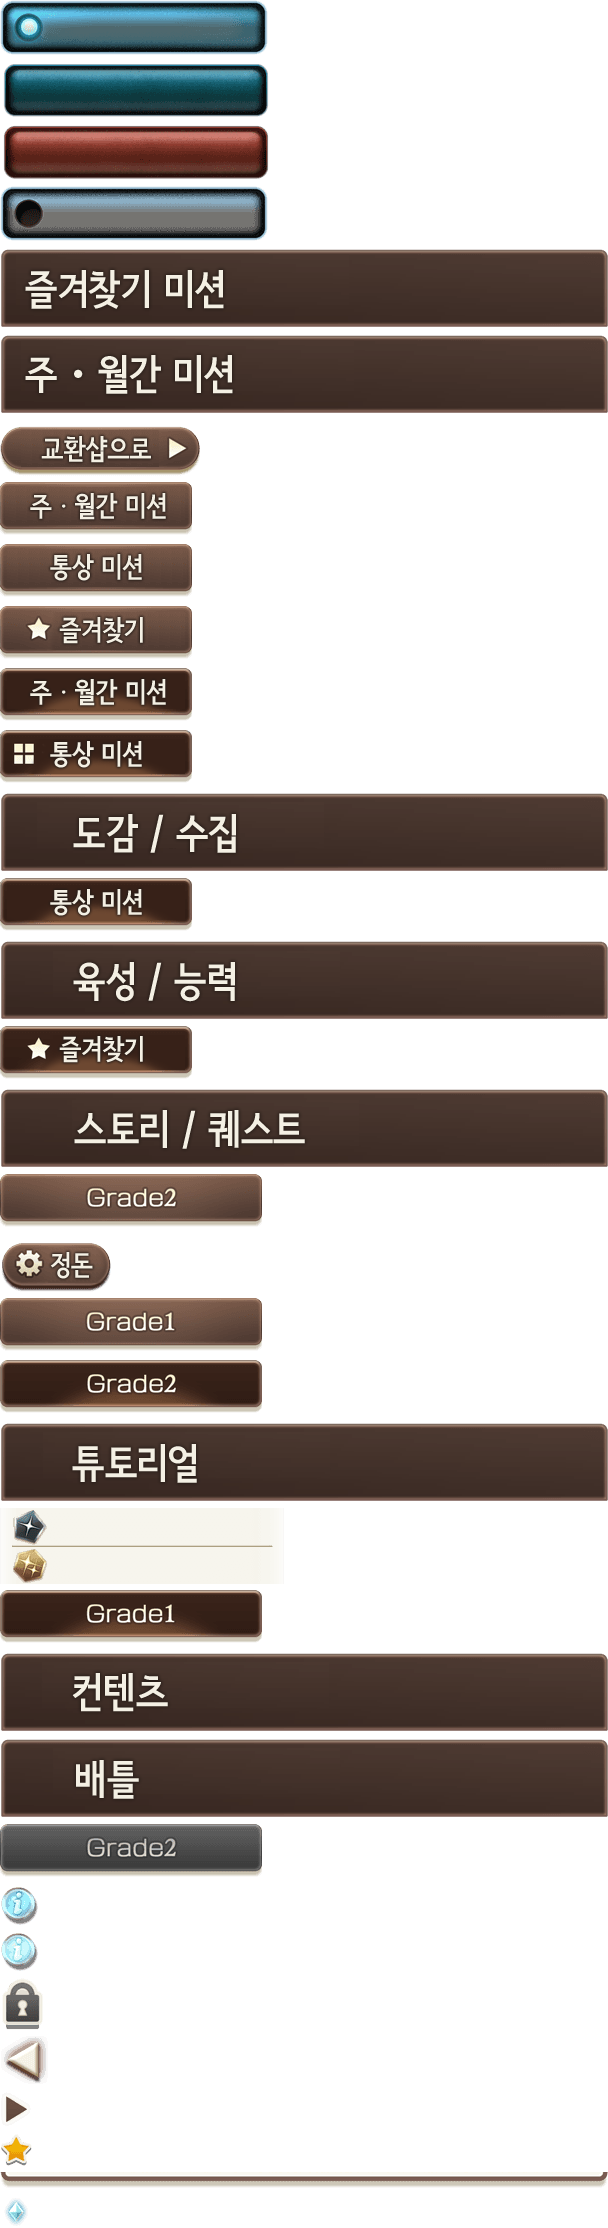 즐겨찾기 미션
주・월간 미션
교환샵으로
주・월간 미션
통상 미션
즐겨찾기
주・월간 미션
통상 미션
도감 / 수집
통상 미션
육성 / 능력
즐겨찾기
스토리 / 퀘스트
Grade2
정돈
Grade1
Grade2
튜토리얼
Grade1
컨텐츠
배틀
Grade2
i
i